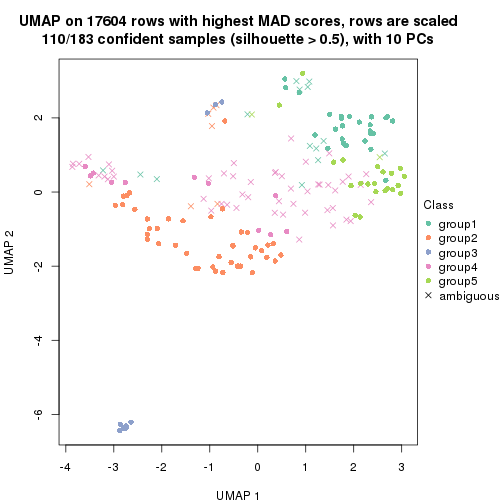 UMAP on 17604 rows with highest MAD scores, rows are scaled
110/183 confident samples (silhouette > 0.5), with 10 PCs
2
0
-2
-4
-6
UMAP 2
-4 -3 -2 -1 0 1 2 3
UMAP 1
Class
group1
group2
group3
group4
group5
ambiguous